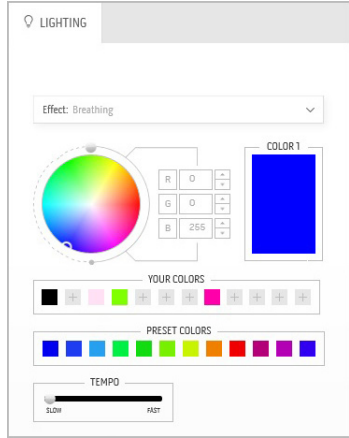 LIGHTING
Effect: Breathing
COLOR 1
R 0
G 0
B 255
YOUR COLORS
PRESET COLORS
TEMPO
SLOW FAST